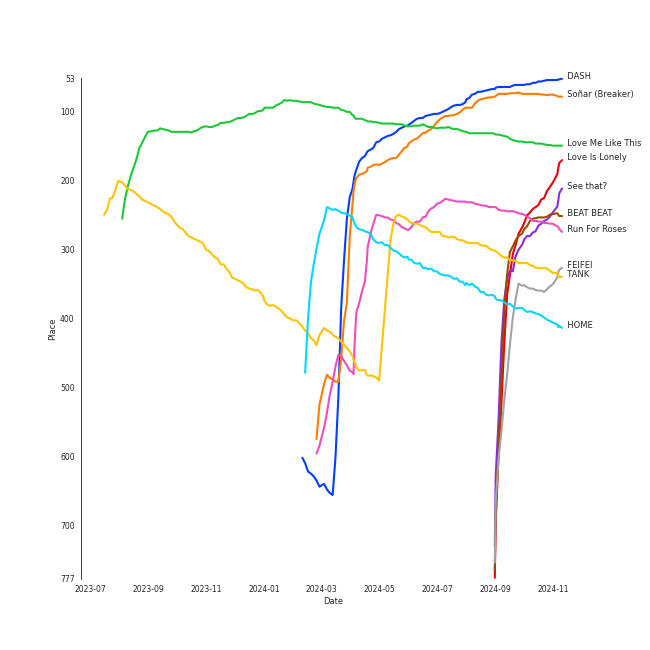 53
100
200
300
400
500
600
700
777
Place
DASH
Soñar (Breaker)
Love Me Like This
Love Is Lonely
See that?
BEAT BEAT
Run For Roses
FEIFEI
TANK
HOME
2023-07
2023-09
2023-11
2024-01
2024-03
2024-05
2024-07
2024-09
2024-11
Date